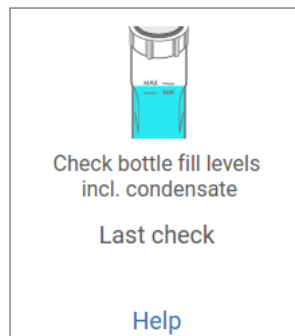 MAX
MIN
Check bottle fill levels
incl. condensate
Last check
Help